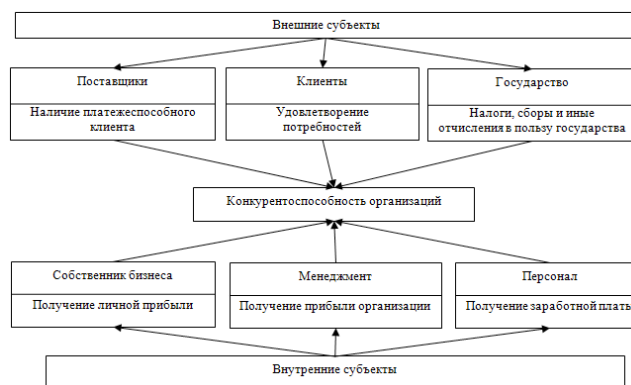 Внешние субъекты
Поставщики
Клиенты
Государство
Наличие платежеспособного
клиента
Удовлетворение
потребностей
Налоги, сборы и иные
отчисления в пользу государства
Конкурентоспособность организаций
Собственник бизнеса
Менеджмент
Персонал
Получение личной прибыли
Получение прибыли организации
Получение заработной платы
Внутренние субъекты